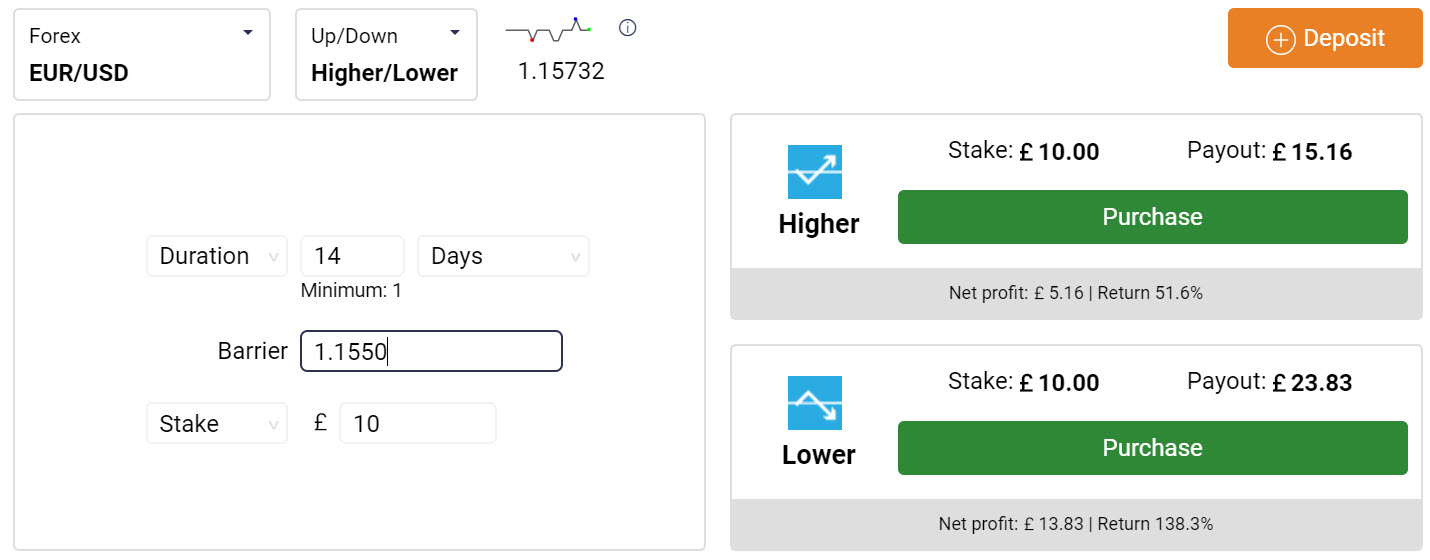 Forex
EUR/USD
Up/Down
Higher/Lower
1.15732
Deposit
Duration 14 Days
Minimum: 1
Barrier 1.1550
Stake £ 10
Higher
Stake: £ 10.00 Payout: £ 15.16
Purchase
Net profit: £ 5.16 | Return 51.6%
Lower
Stake: £ 10.00 Payout: £ 23.83
Purchase
Net profit: £ 13.83 | Return 138.3%